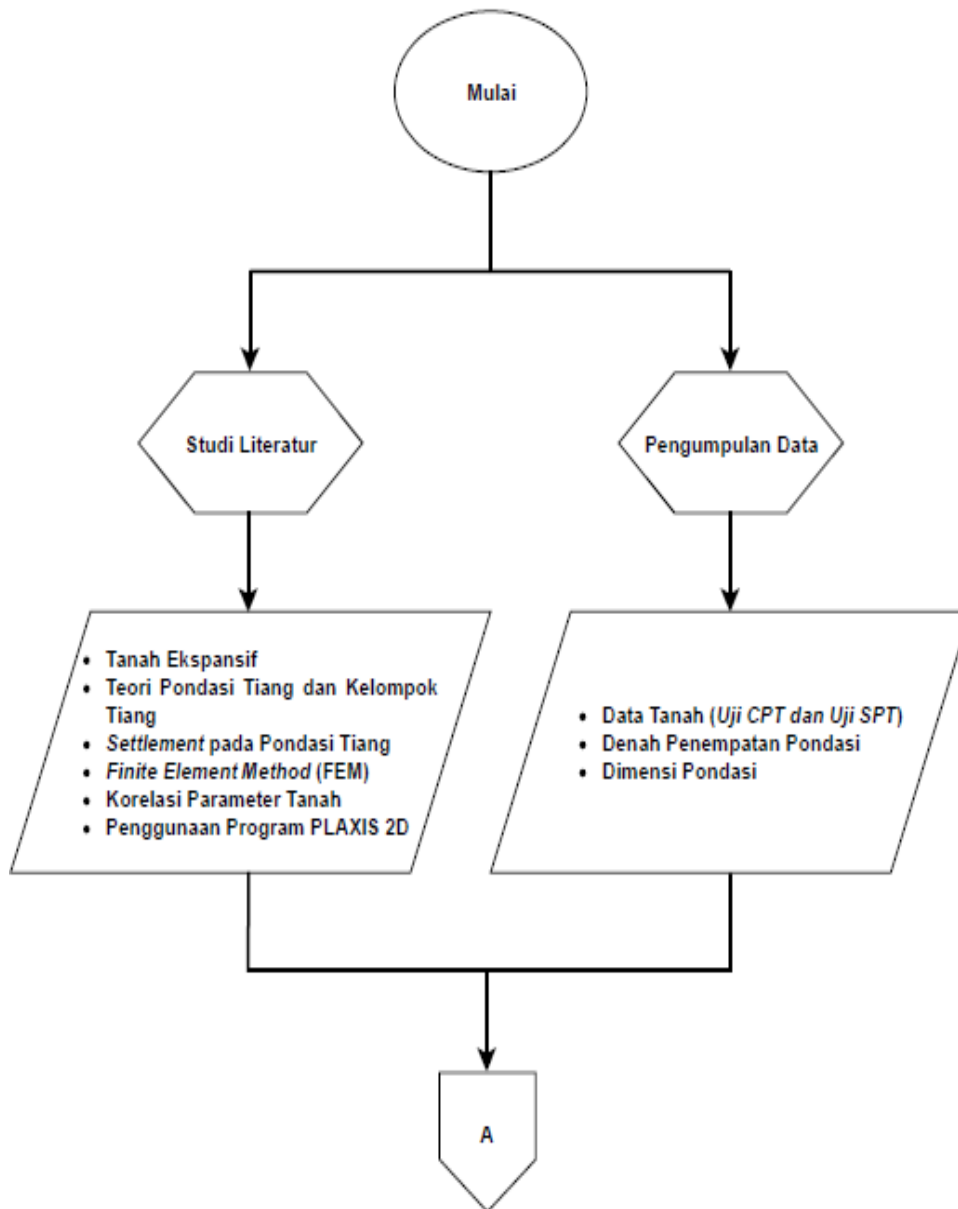 Mulai
Studi Literatur
Pengumpulan Data
• Tanah Ekspansif
• Teori Pondasi Tiang dan Kelompok
Tiang
• Settlement pada Pondasi Tiang
• Finite Element Method (FEM)
• Korelasi Parameter Tanah
• Penggunaan Program PLAXIS 2D
• Data Tanah (Uji CPT dan Uji SPT)
• Denah Penempatan Pondasi
• Dimensi Pondasi
A